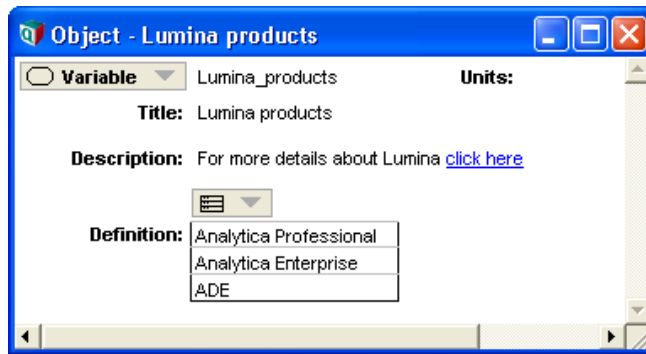 Object - Lumina products
Variable Lumina_products Units:
Title: Lumina products
Description: For more details about Lumina click here
Definition:
Analytica Professional
Analytica Enterprise
ADE